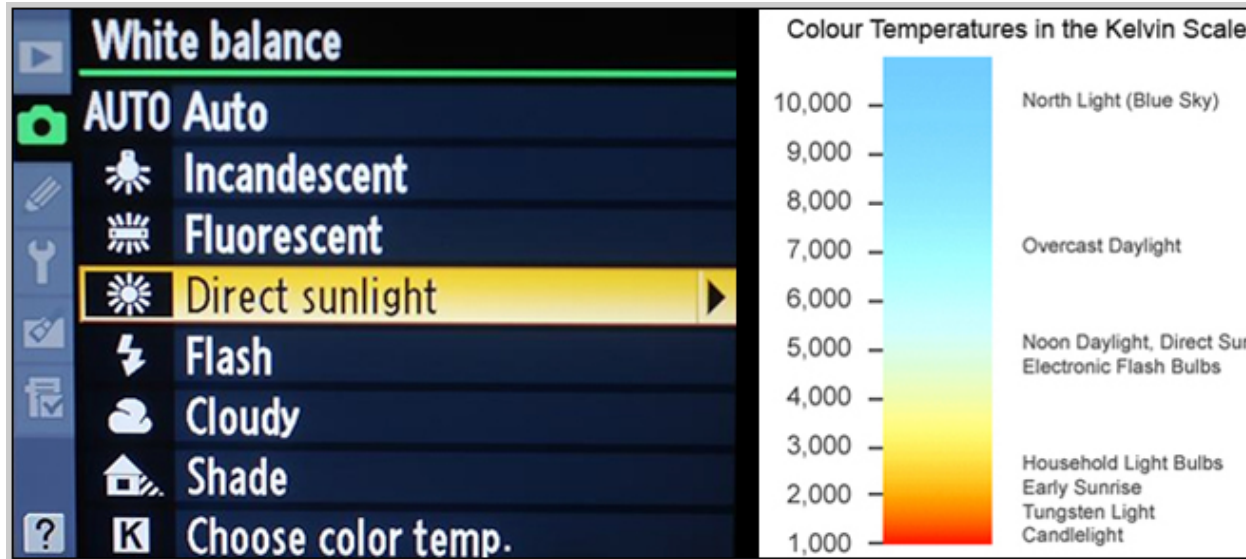 White balance
AUTO Auto
Incandescent
Fluorescent
Direct sunlight
Flash
Cloudy
Shade
K Choose color temp.
?
Colour Temperatures in the Kelvin Scale
10,000 North Light (Blue Sky)
9,000
8,000
7,000 Overcast Daylight
6,000
5,000 Noon Daylight, Direct Sun
Electronic Flash Bulbs
4,000
3,000
Household Light Bulbs
2,000 Early Sunrise
Tungsten Light
1,000 Candlelight